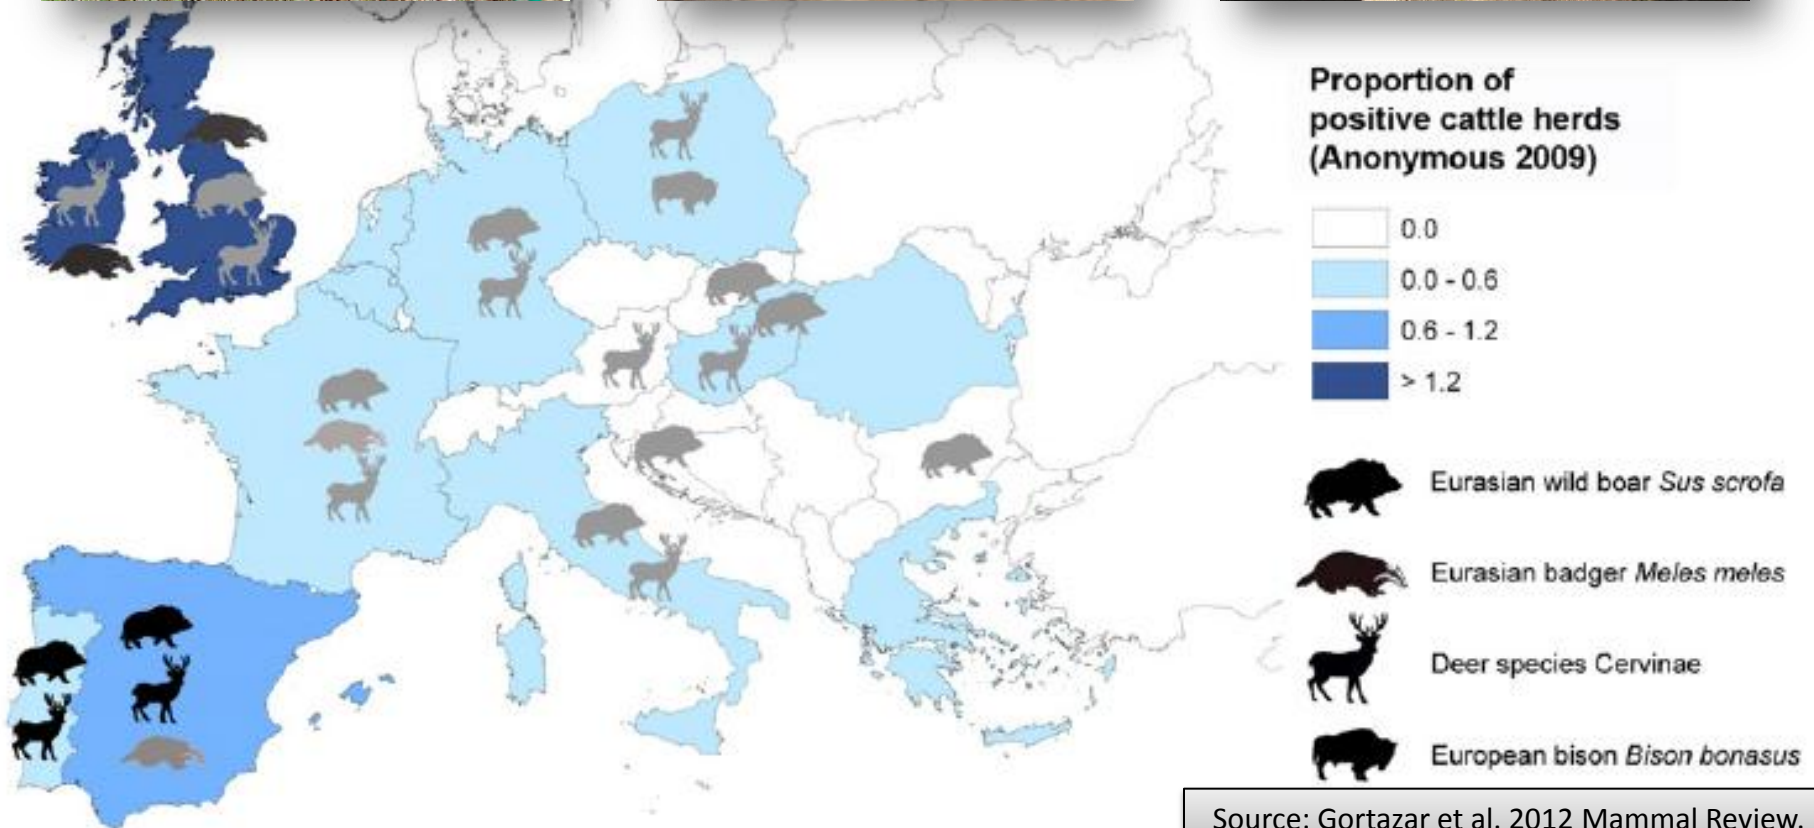 Proportion of
positive cattle herds
(Anonymous 2009)
0.0
0.0 - 0.6
0.6 - 1.2
> 1.2
Eurasian wild boar Sus scrofa
Eurasian badger Meles meles
Deer species Cervinae
European bison Bison bonasus
Source: Gortazar et al. 2012 Mammal Review.